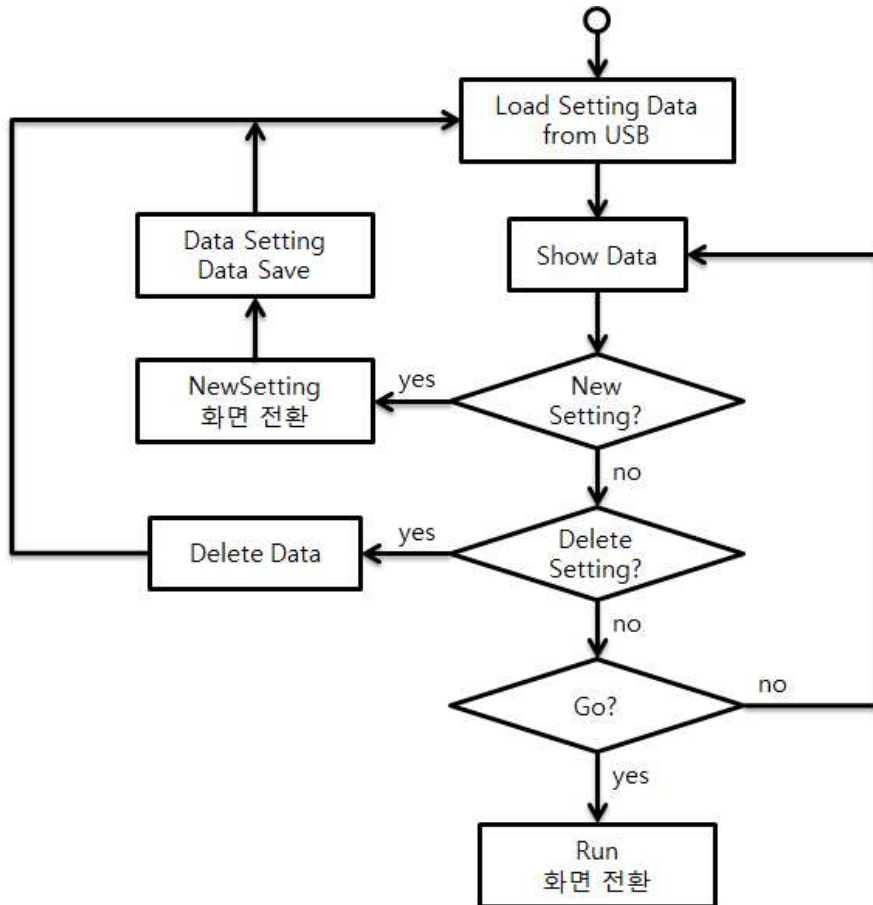 Load Setting Data
from USB
Data Setting
Data Save
Show Data
NewSetting
화면 전환
yes
New
Setting?
no
Delete Data
yes
Delete
Setting?
no
Go?
no
yes
Run
화면 전환